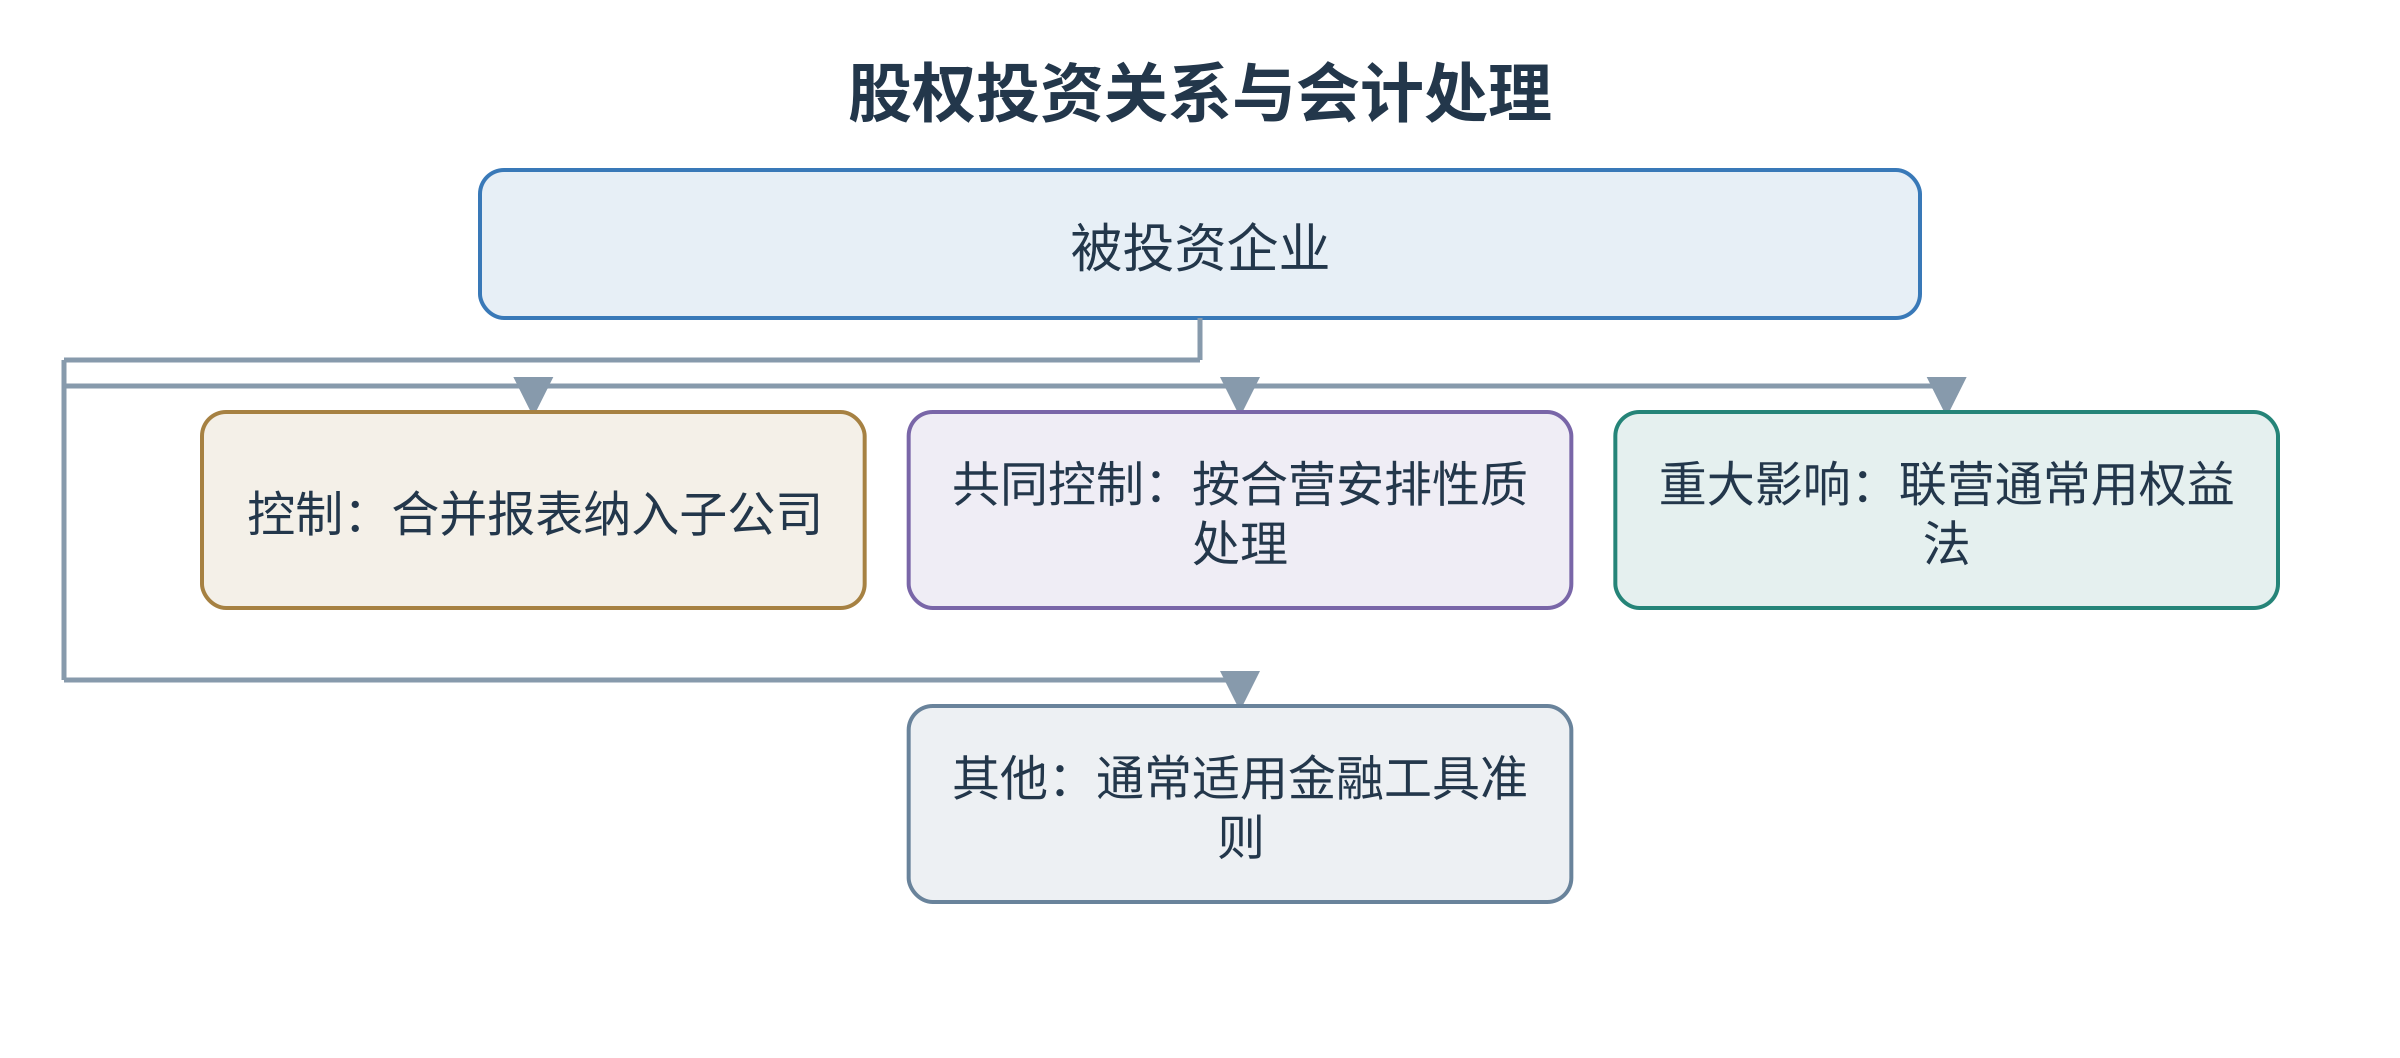 股权投资关系与会计处理
被投资企业
控制：合并报表纳入子公司
共同控制：按合营安排性质
处理
重大影响：联营通常用权益
法
其他：通常适用金融工具准
则